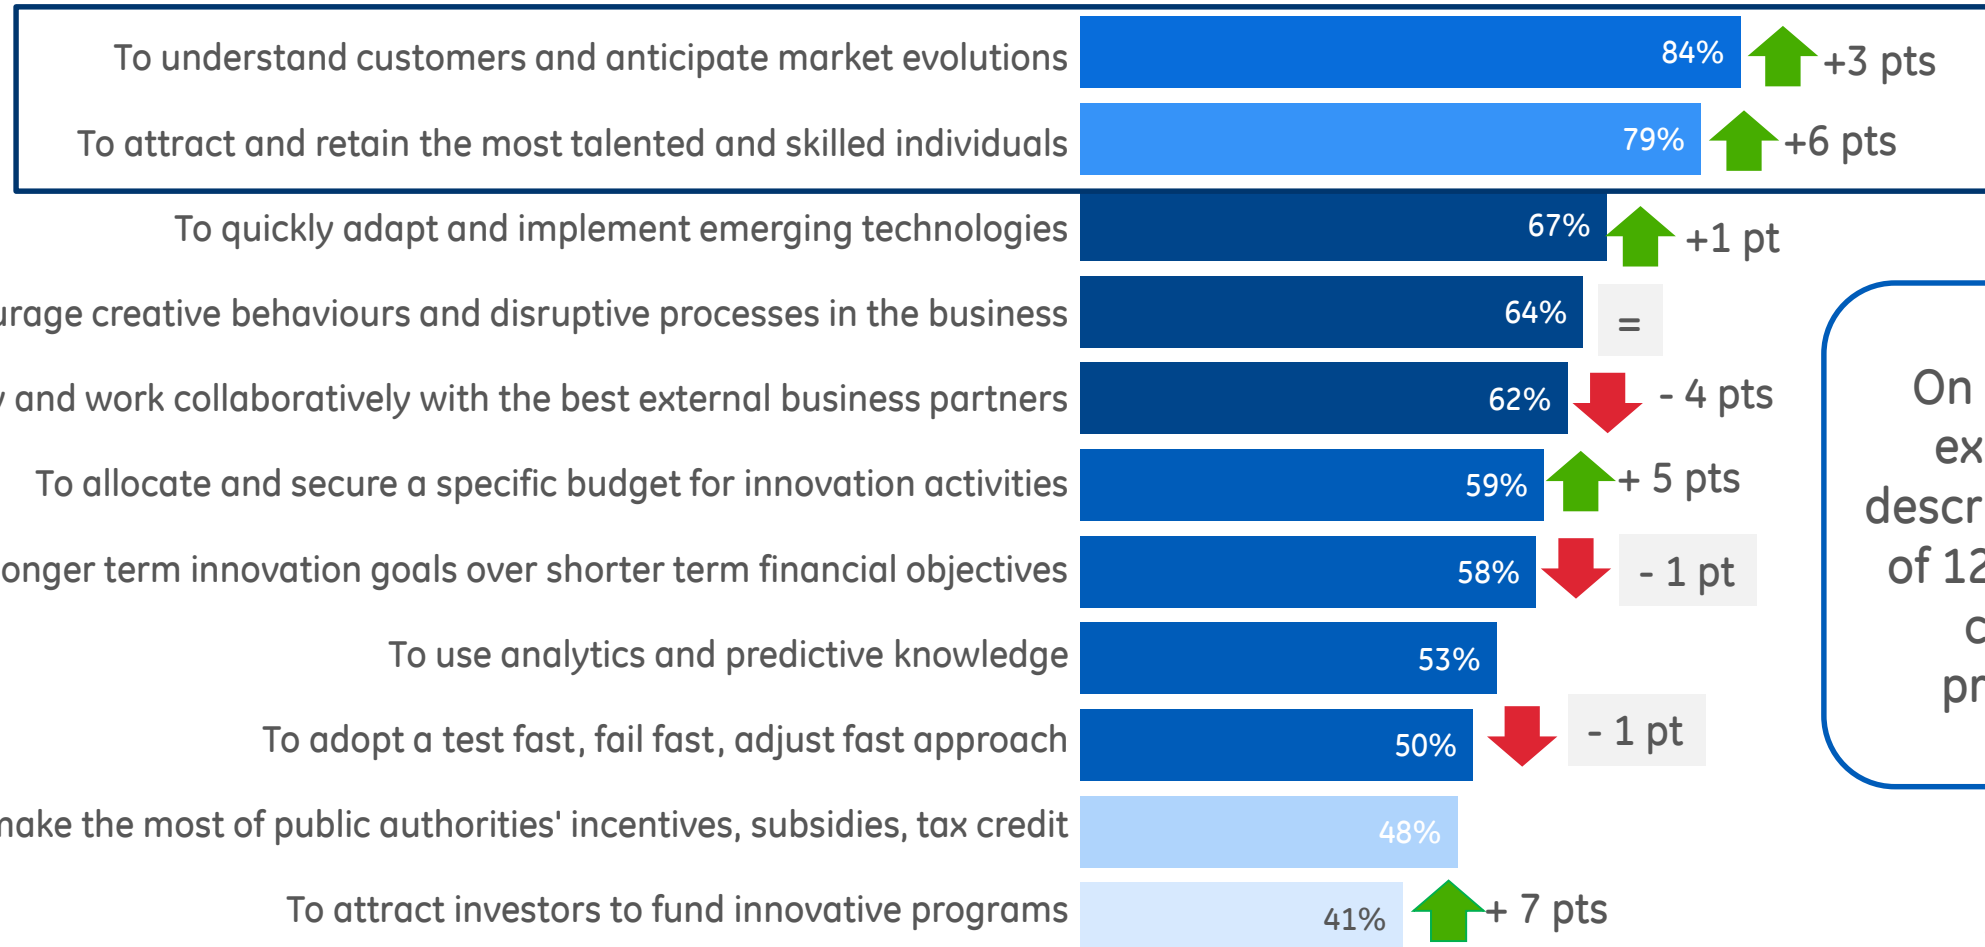 To understand customers and anticipate market evolutions 84% +3 pts
To attract and retain the most talented and skilled individuals 79% +6 pts
To quickly adapt and implement emerging technologies 67% +1 pt
creative behaviours and disruptive processes in the business 64% =
and work collaboratively with the best external business partners 62% - 4 pts
To allocate and secure a specific budget for innovation activities 59% + 5 pts
term innovation goals over shorter term financial objectives 58% - 1 pt
To use analytics and predictive knowledge 53%
To adopt a test fast, fail fast, adjust fast approach 50% - 1 pt
make the most of public authorities' incentives, subsidies, tax credit 48%
To attract investors to fund innovative programs 41% + 7 pts
On
of 12